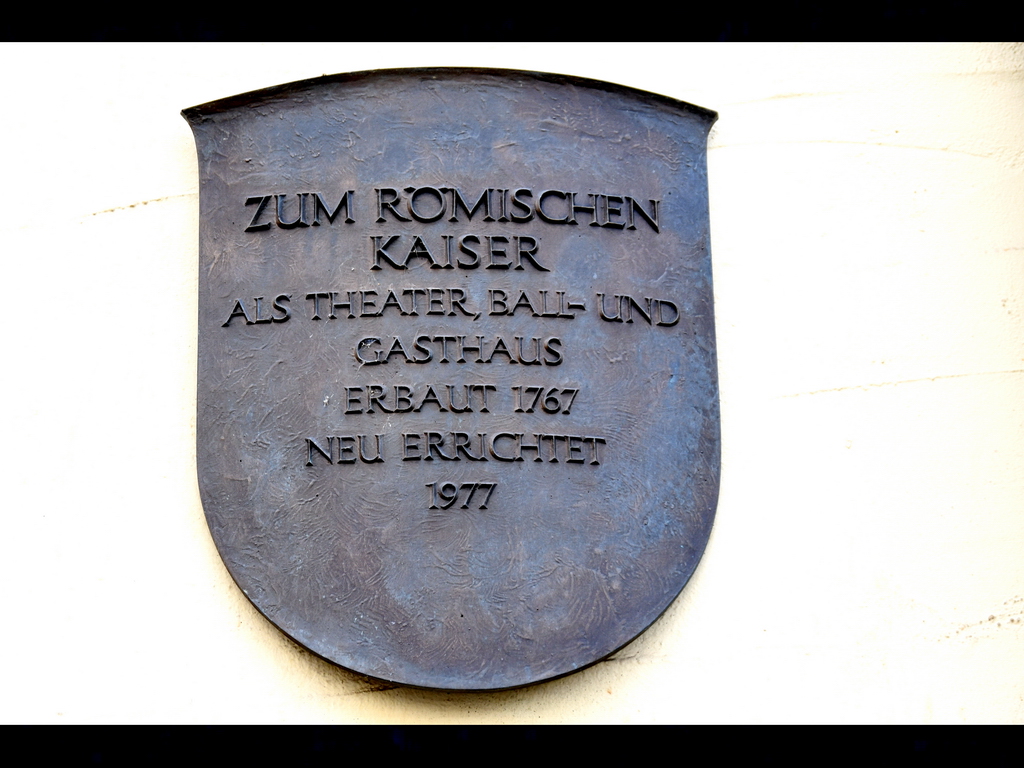 ZUM RÖMISCHEN
KAISER
ALS THEATER, BALL- UND
GASTHAUS
ERBAUT 1767
NEU ERRICHTET
1977